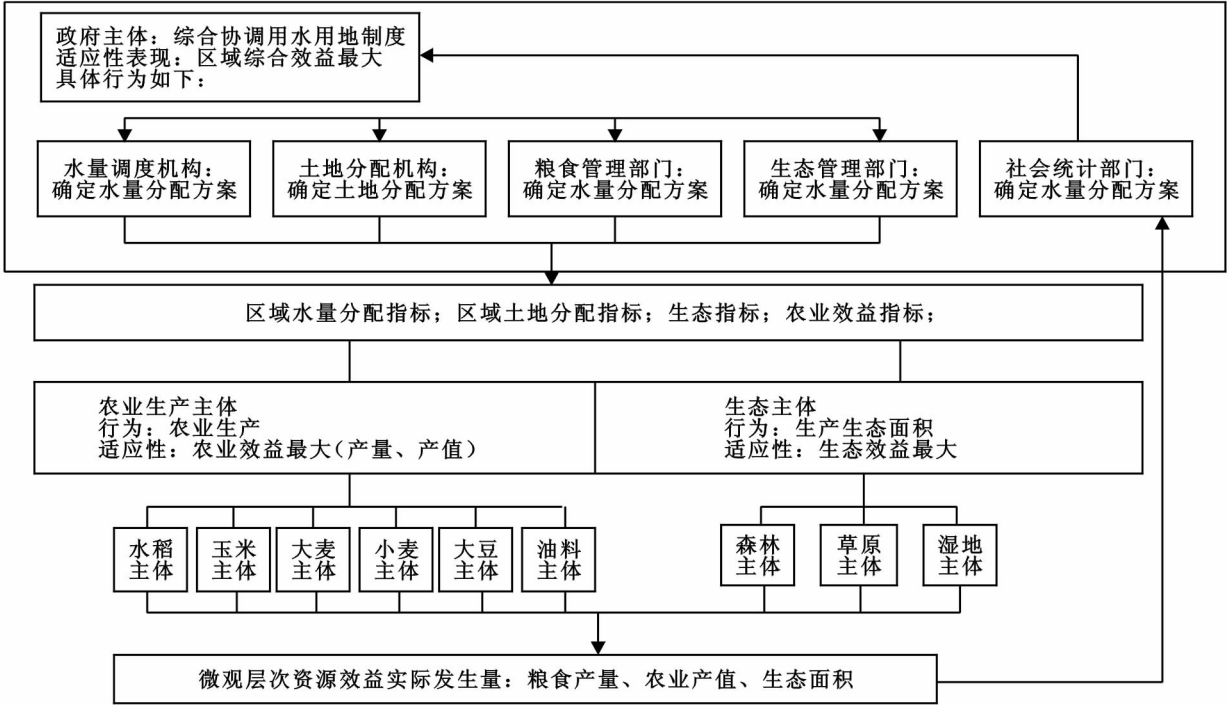 政府主体：综合协调用水用地制度
适应性表现：区域综合效益最大
具体行为如下：
水量调度机构：
确定水量分配方案
土地分配机构：
确定土地分配方案
粮食管理部门：
确定水量分配方案
生态管理部门：
确定水量分配方案
社会统计部门：
确定水量分配方案
区域水量分配指标；区域土地分配指标；生态指标；农业效益指标；
农业生产主体
行为：农业生产
适应性：农业效益最大（产量、产值）
生态主体
行为：生产生态面积
适应性：生态效益最大
水稻
主体
玉米
主体
大麦
主体
小麦
主体
大豆
主体
油料
主体
森林
主体
草原
主体
湿地
主体
微观层次资源效益实际发生量：粮食产量、农业产值、生态面积